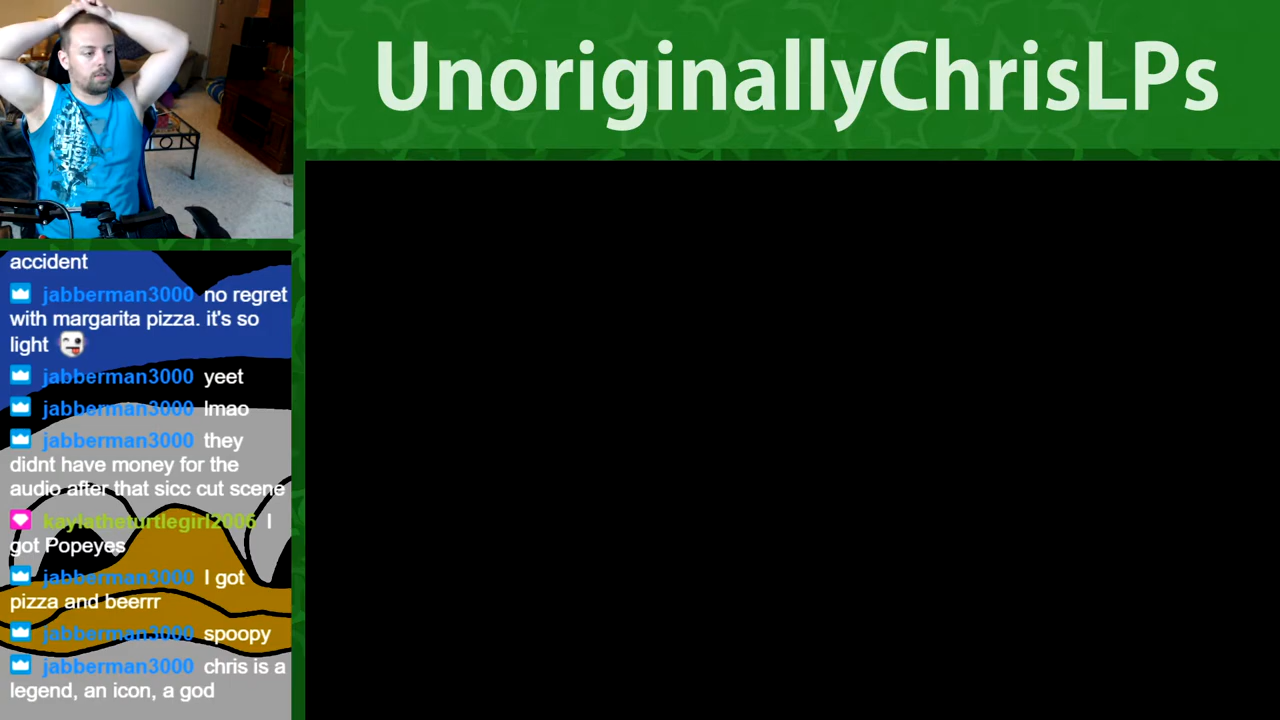 UnoriginallyChrisLPs
accident
jabberman3000 no regret
with margarita pizza. it's so
light
jabberman3000 yeet
jabberman3000 lmao
jabberman3000 they
didnt have money for the
audio after that sicc cut scene
kaylatheturtlegirl2006 I
got Popeyes
jabberman3000 I got
pizza and beerrr
jabberman3000 spoopy
jabberman3000 chris is a
legend, an icon, a god